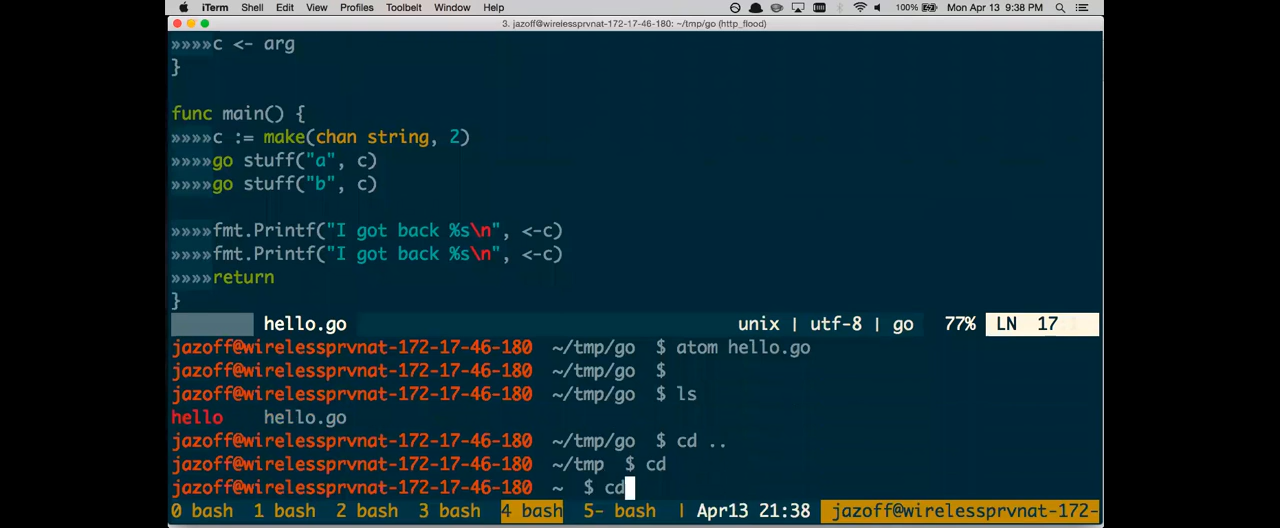 iTerm Shell Edit View Profiles Toolbelt Window Help 100% Mon Apr 13 9:38 PM
3. jazoff@wirelessprvnat-172-17-46-180: ~/tmp/go (http_flood)
»»»»c <- arg
}
func main() {
»»»»c := make(chan string, 2)
»»»»go stuff("a", c)
»»»»go stuff("b", c)
»»»»fmt.Printf("I got back %s\n", <-c)
»»»»fmt.Printf("I got back %s\n", <-c)
»»»»return
}
hello.go unix | utf-8 | go 77% LN 17
jazoff@wirelessprvnat-172-17-46-180 ~/tmp/go $ atom hello.go
jazoff@wirelessprvnat-172-17-46-180 ~/tmp/go $
jazoff@wirelessprvnat-172-17-46-180 ~/tmp/go $ ls
hello hello.go
jazoff@wirelessprvnat-172-17-46-180 ~/tmp/go $ cd ..
jazoff@wirelessprvnat-172-17-46-180 ~/tmp $ cd
jazoff@wirelessprvnat-172-17-46-180 ~ $ cd
0 bash 1 bash 2 bash 3 bash 4 bash 5- bash | Apr13 21:38 jazoff@wirelessprvnat-172-